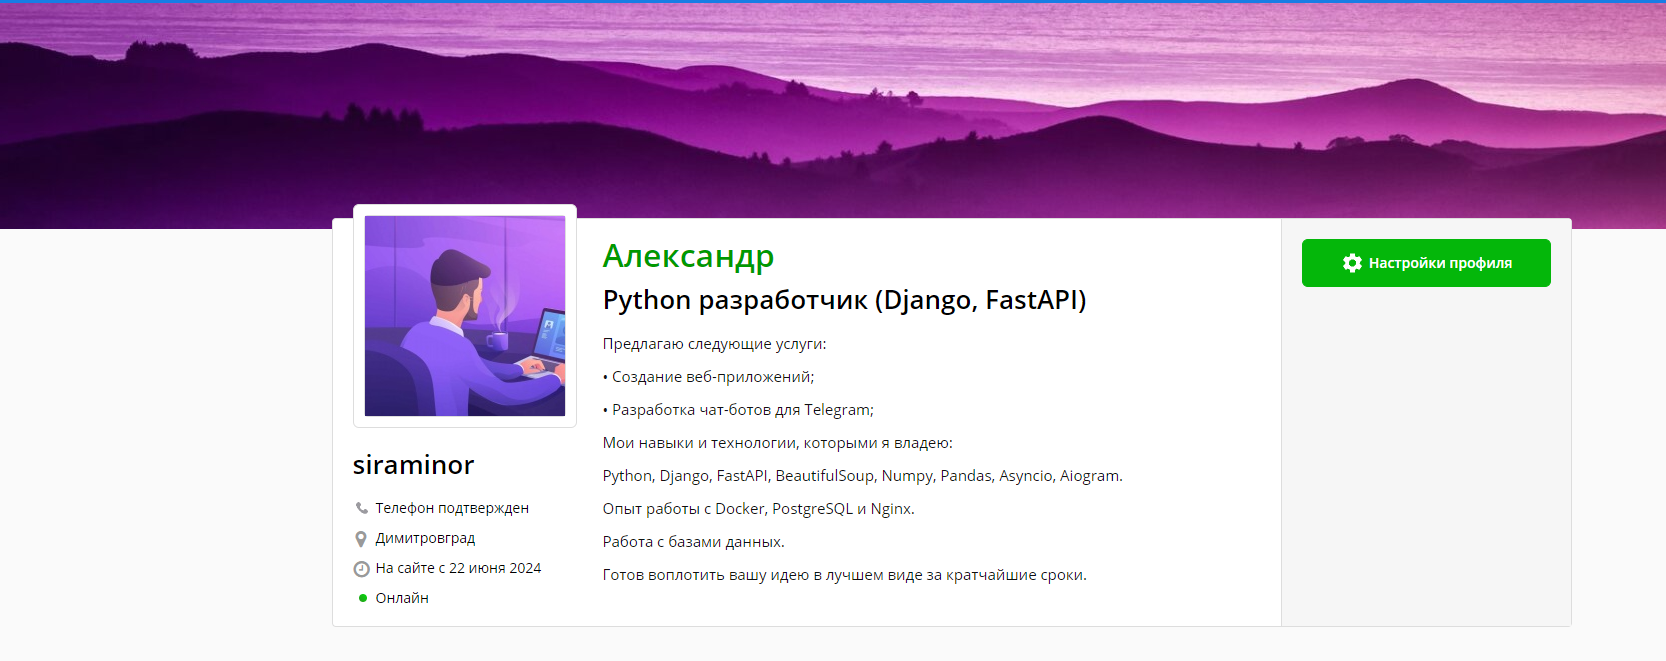 Александр
Python разработчик (Django, FastAPI)
Предлагаю следующие услуги:
• Создание веб-приложений;
• Разработка чат-ботов для Telegram;
Мои навыки и технологии, которыми я владею:
Python, Django, FastAPI, BeautifulSoup, Numpy, Pandas, Asyncio, Aiogram.
Опыт работы с Docker, PostgreSQL и Nginx.
Работа с базами данных.
Готов воплотить вашу идею в лучшем виде за кратчайшие сроки.
siraminor
Телефон подтвержден
Димитровград
На сайте с 22 июня 2024
Онлайн
Настройки профиля